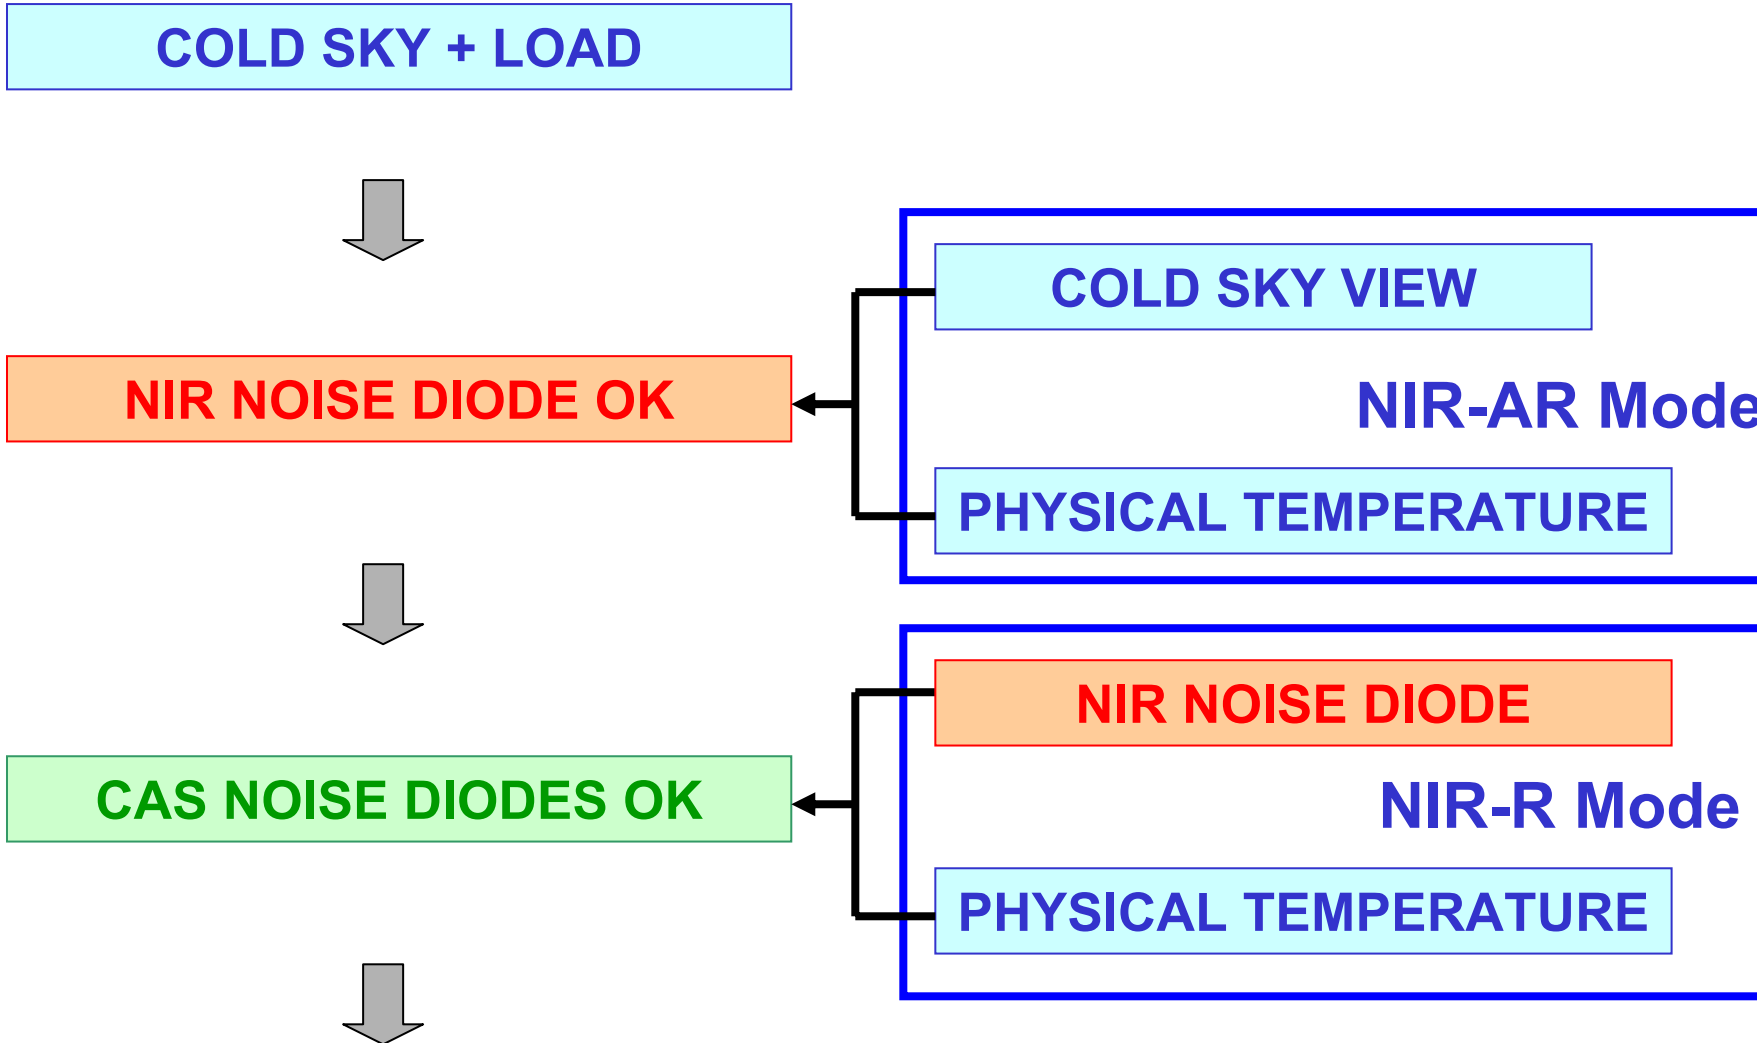 COLD SKY + LOAD
COLD SKY VIEW
NIR NOISE DIODE OK
NIR-AR Mode
PHYSICAL TEMPERATURE
NIR NOISE DIODE
CAS NOISE DIODES OK
NIR-R Mode
PHYSICAL TEMPERATURE